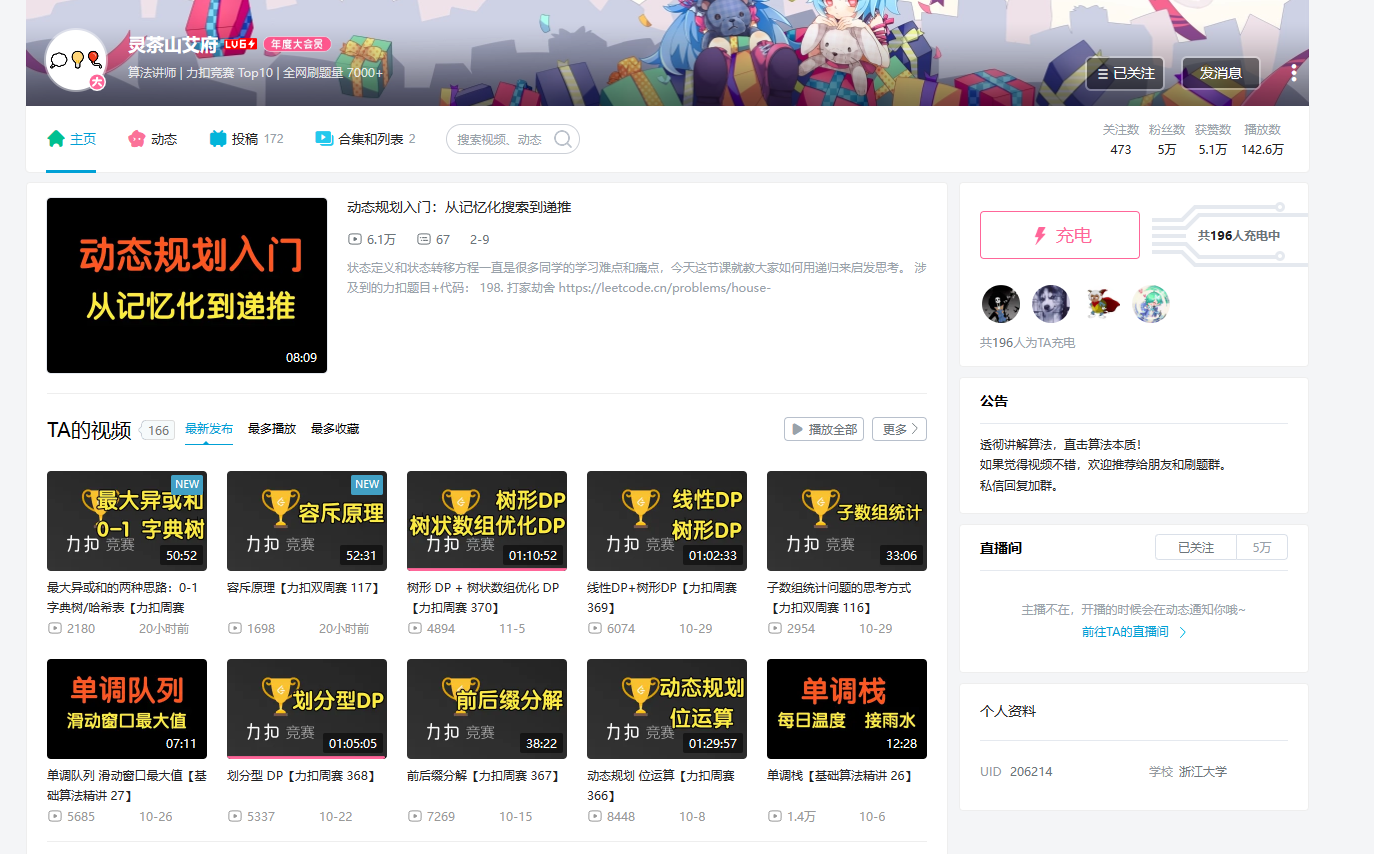 灵茶山艾府 LV6 年度大会员
大
算法讲师 | 力扣竞赛 Top10 | 全网刷题量 7000+
已关注
发消息
主页
动态
投稿 172
合集和列表 2
搜索视频、动态
关注数 粉丝数 获赞数 播放数
473 5万 5.1万 142.6万
动态规划入门
从记忆化到递推
08:09
动态规划入门：从记忆化搜索到递推
6.1万 67 2-9
状态定义和状态转移方程一直是很多同学的学习难点和痛点，今天这节课就教大家如何用递归来启发思考。 涉
及到的力扣题目+代码： 198. 打家劫舍 https://leetcode.cn/problems/house-
TA的视频 166 最新发布 最多播放 最多收藏
播放全部
更多
NEW
最大异或和
0-1 字典树
力扣 竞赛
50:52
最大异或和的两种思路：0-1
字典树/哈希表【力扣周赛
2180 20小时前
NEW
容斥原理
力扣 竞赛
52:31
容斥原理【力扣双周赛 117】
1698 20小时前
树形DP
树状数组优化DP
力扣 竞赛
01:10:52
树形 DP + 树状数组优化 DP
【力扣周赛 370】
4894 11-5
线性DP
树形DP
力扣 竞赛
01:02:33
线性DP+树形DP【力扣周赛
369】
6074 10-29
子数组统计
力扣 竞赛
33:06
子数组统计问题的思考方式
【力扣双周赛 116】
2954 10-29
单调队列
滑动窗口最大值
07:11
单调队列 滑动窗口最大值【基
础算法精讲 27】
5685 10-26
划分型DP
力扣 竞赛
01:05:05
划分型 DP【力扣周赛 368】
5337 10-22
前后缀分解
力扣 竞赛
38:22
前后缀分解【力扣周赛 367】
7269 10-15
动态规划
位运算
力扣 竞赛
01:29:57
动态规划 位运算【力扣周赛
366】
8448 10-8
单调栈
每日温度 接雨水
12:28
单调栈【基础算法精讲 26】
1.4万 10-6
充电
共196人充电中
共196人为TA充电
公告
透彻讲解算法，直击算法本质！
如果觉得视频不错，欢迎推荐给朋友和刷题群。
私信回复加群。
直播间
已关注 5万
主播不在，开播的时候会在动态通知你哦~
前往TA的直播间
个人资料
UID 206214
学校 浙江大学